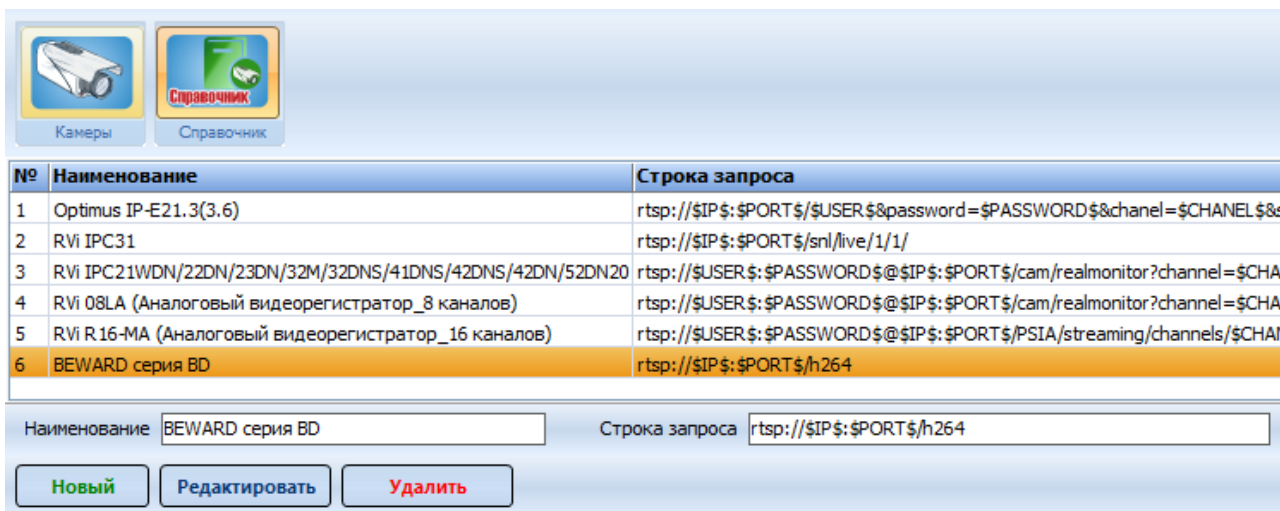 Справочник
Камеры Справочник
№ Наименование Строка запроса
1 Optimus IP-E21.3(3.6) rtsp://$IP$:$PORT$/$USER$&password=$PASSWORD$&chanel=$CHANEL$&s
2 RVi IPC31 rtsp://$IP$:$PORT$/snl/live/1/1/
3 RVi IPC21WDN/22DN/23DN/32M/32DNS/41DNS/42DNS/42DN/52DN20 rtsp://$USER$:$PASSWORD$@$IP$:$PORT$/cam/realmonitor?channel=$CHA
4 RVi 08LA (Аналоговый видеорегистратор_8 каналов) rtsp://$USER$:$PASSWORD$@$IP$:$PORT$/cam/realmonitor?channel=$CHA
5 RVi R16-MA (Аналоговый видеорегистратор_16 каналов) rtsp://$USER$:$PASSWORD$@$IP$:$PORT$/PSIA/streaming/channels/$CHAN
6 BEWARD серия BD rtsp://$IP$:$PORT$/h264
Наименование BEWARD серия BD Строка запроса rtsp://$IP$:$PORT$/h264
Новый Редактировать Удалить